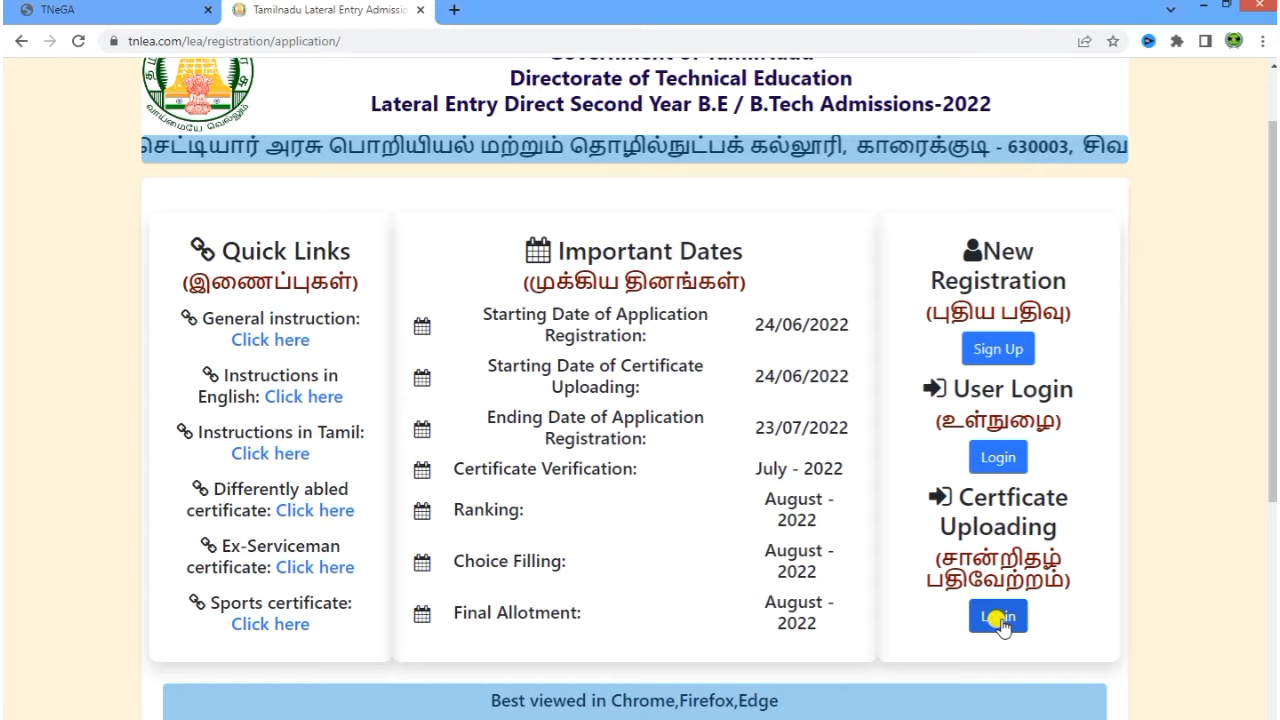 TNeGA
Tamilnadu Lateral Entry Admissio
tnlea.com/lea/registration/application/
Directorate of Technical Education
Lateral Entry Direct Second Year B.E / B.Tech Admissions-2022
செட்டியார் அரசு பொறியியல் மற்றும் தொழில்நுட்பக் கல்லூரி, காரைக்குடி - 630003, சிவ
Quick Links
(இணைப்புகள்)
General instruction:
Click here
Instructions in
English: Click here
Instructions in Tamil:
Click here
Differently abled
certificate: Click here
Ex-Serviceman
certificate: Click here
Sports certificate:
Click here
Important Dates
(முக்கிய தினங்கள்)
Starting Date of Application
Registration:
24/06/2022
Starting Date of Certificate
Uploading:
24/06/2022
Ending Date of Application
Registration:
23/07/2022
Certificate Verification:
July - 2022
Ranking:
August -
2022
Choice Filling:
August -
2022
Final Allotment:
August -
2022
New
Registration
(புதிய பதிவு)
Sign Up
User Login
(உள்நுழை)
Login
Certficate
Uploading
(சான்றிதழ்
பதிவேற்றம்)
Login
Best viewed in Chrome,Firefox,Edge